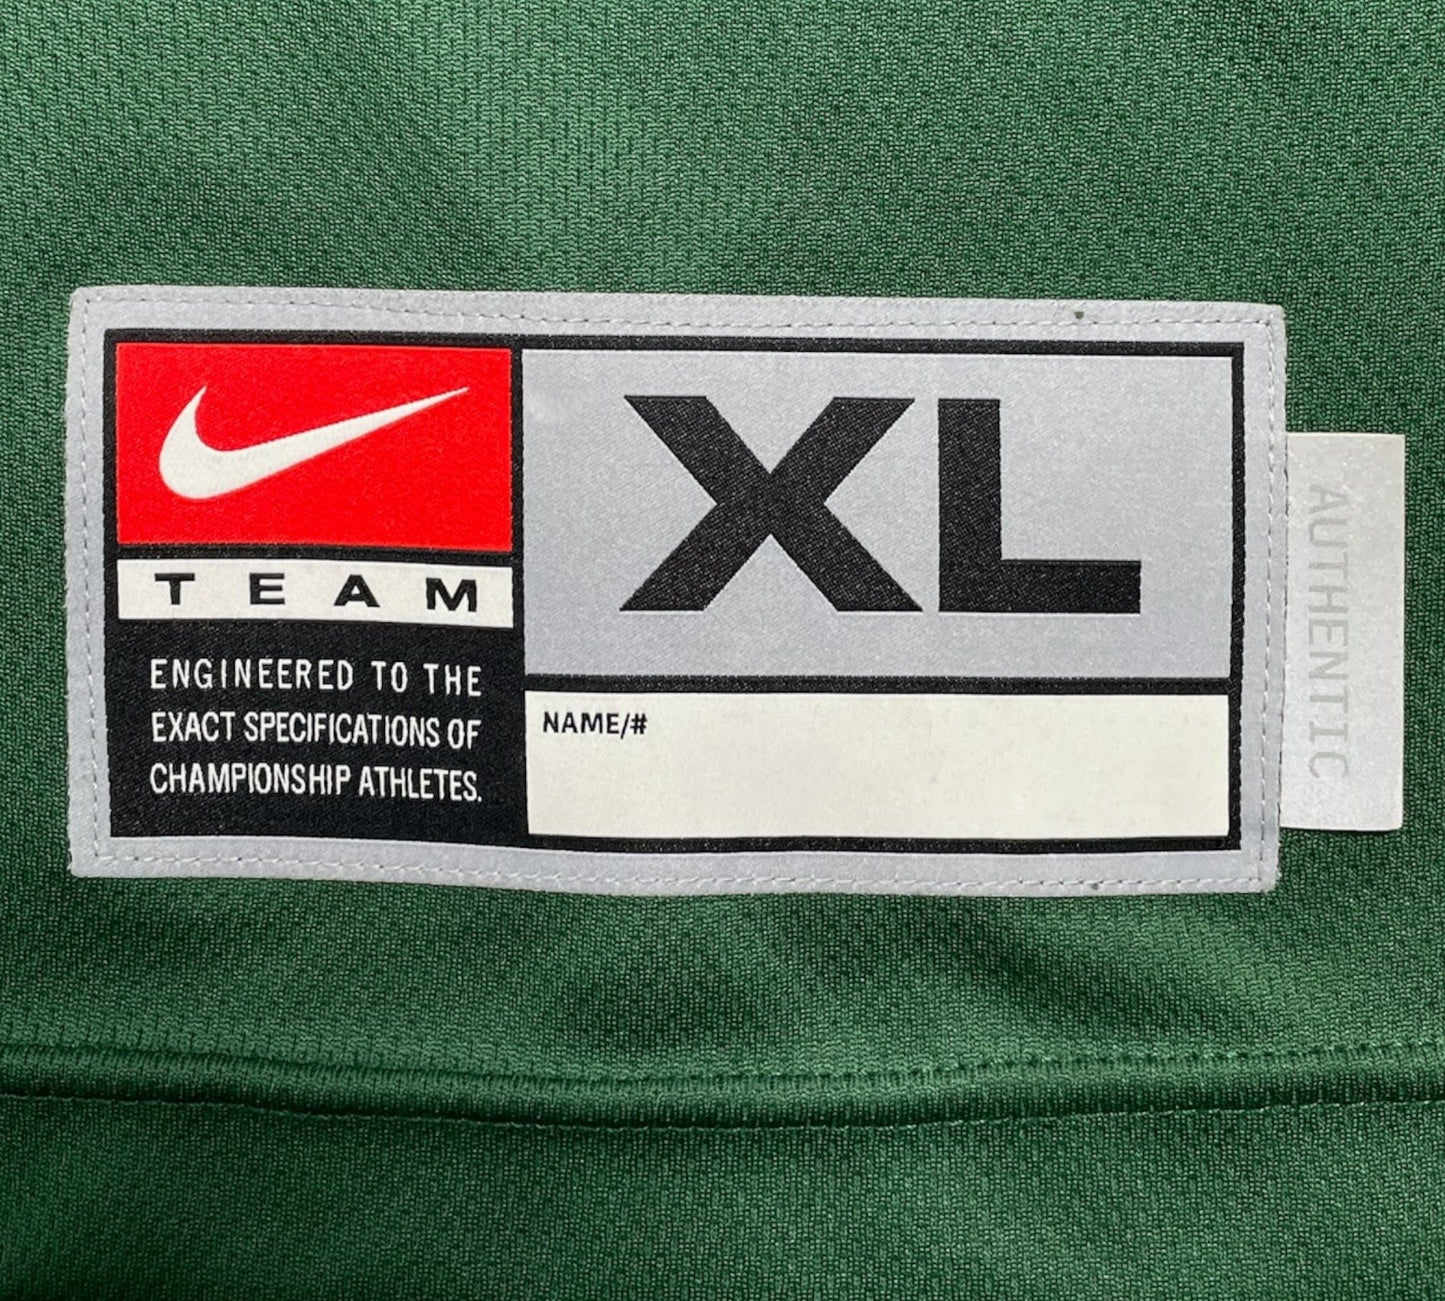 TEAM
ENGINEERED TO THE
EXACT SPECIFICATIONS OF
CHAMPIONSHIP ATHLETES.
XL
NAME/#
AUTHENTIC